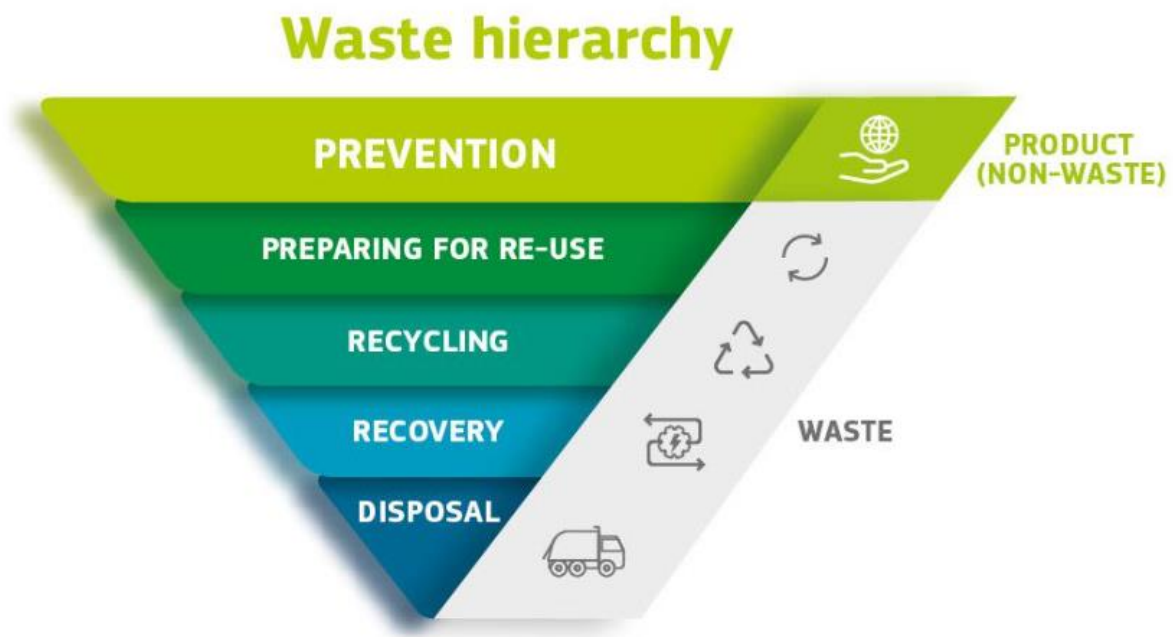 Waste hierarchy
PREVENTION
PRODUCT
(NON-WASTE)
PREPARING FOR RE-USE
RECYCLING
RECOVERY
WASTE
DISPOSAL